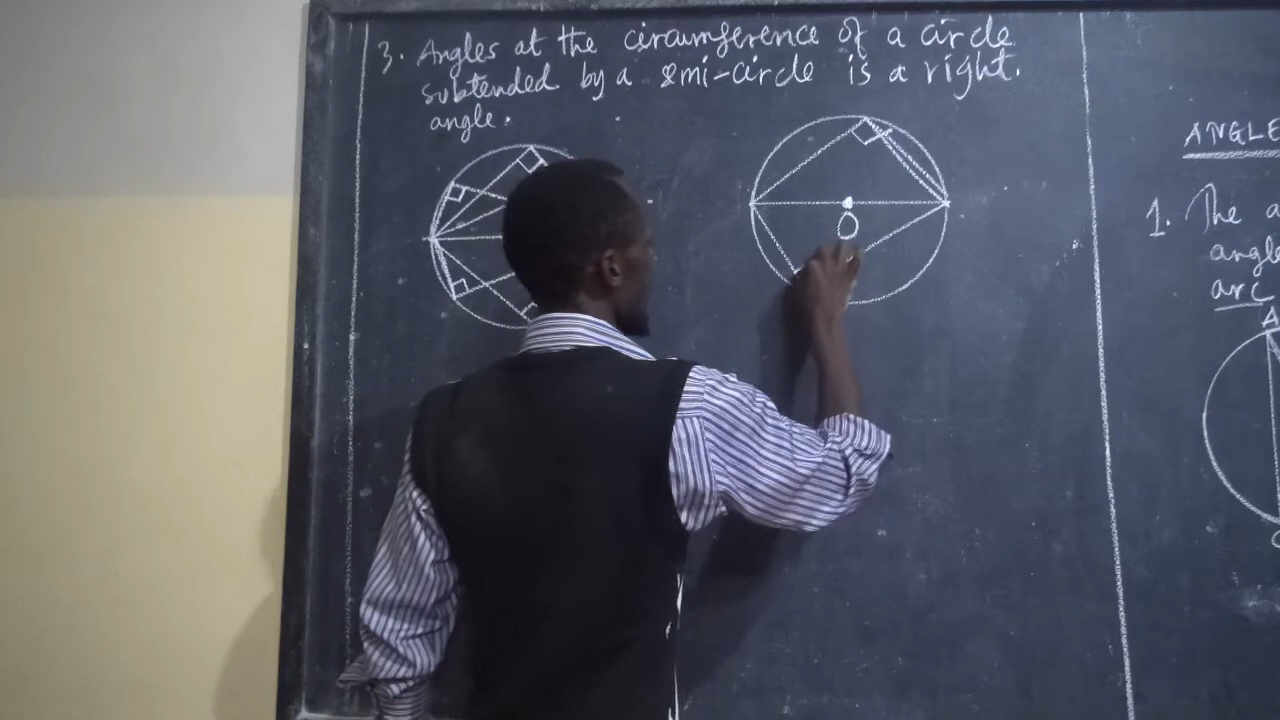 3. Angles at the circumference of a circle
subtended by a semi-circle is a right.
angle.
O
ANGLE
1. The a
angle
arc
A